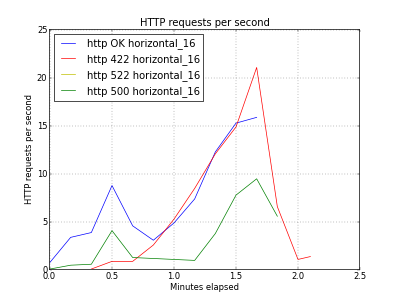 HTTP requests per second
25
20
15
10
5
0
HTTP requests per second
http OK horizontal_16
http 422 horizontal_16
http 522 horizontal_16
http 500 horizontal_16
0.0 0.5 1.0 1.5 2.0 2.5
Minutes elapsed